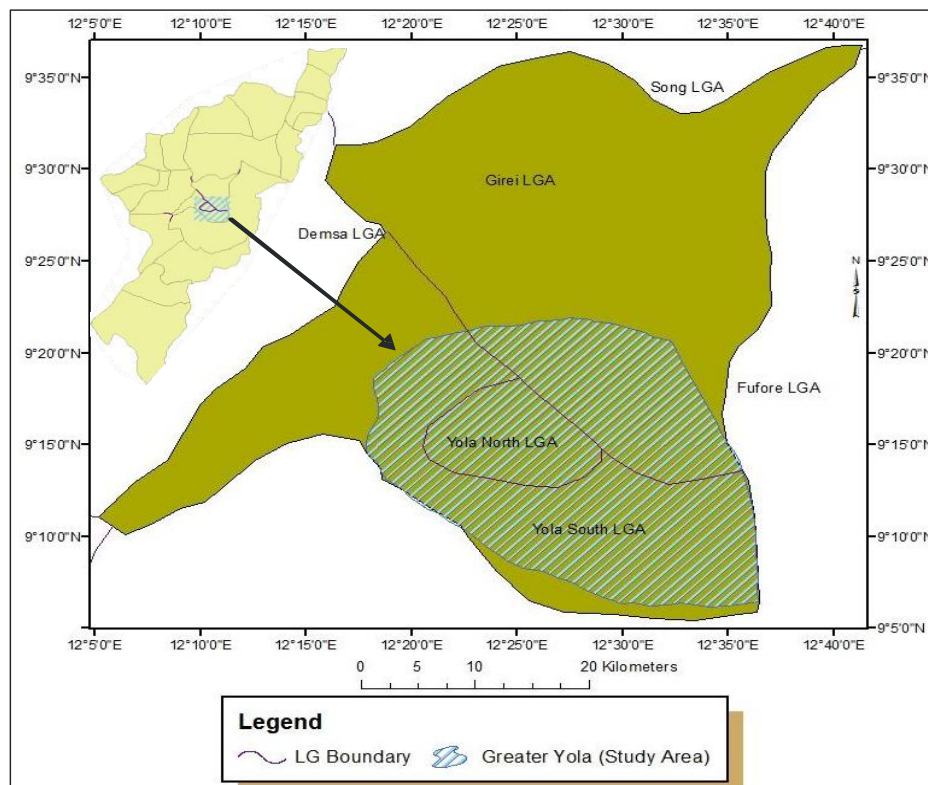 12°5'0"E 12°10'0"E 12°15'0"E 12°20'0"E 12°25'0"E 12°30'0"E 12°35'0"E 12°40'0"E
9°35'0"N 9°35'0"N
Song LGA
9°30'0"N Girei LGA 9°30'0"N
Demsa LGA
9°25'0"N 9°25'0"N
N
S
9°20'0"N 9°20'0"N
Fufore LGA
9°15'0"N Yola North LGA 9°15'0"N
9°10'0"N Yola South LGA 9°10'0"N
9°5'0"N
12°5'0"E 12°10'0"E 12°15'0"E 12°20'0"E 12°25'0"E 12°30'0"E 12°35'0"E 12°40'0"E
0 5 10 20 Kilometers
Legend
LG Boundary Greater Yola (Study Area)